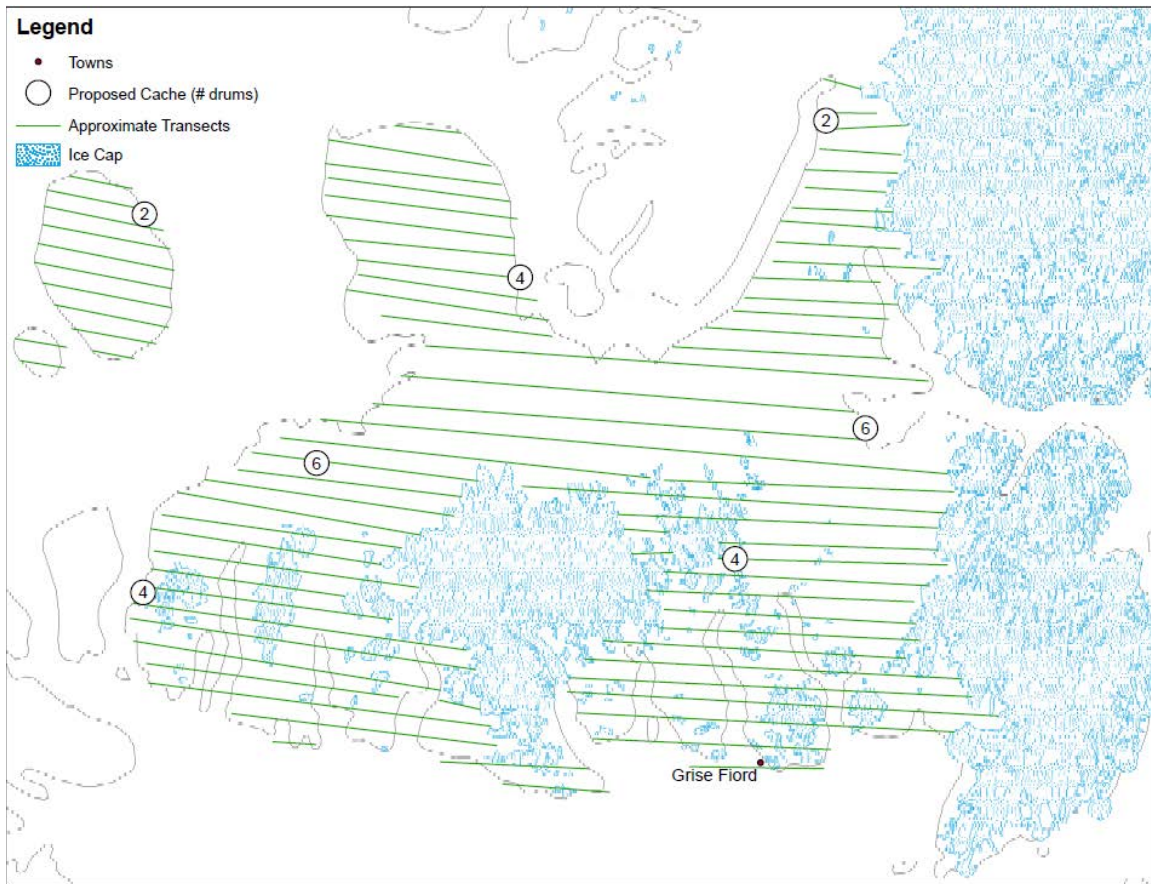 Legend
Towns
Proposed Cache (# drums)
Approximate Transects
Ice Cap
2
2
4
6
6
4
4
Grise Fiord